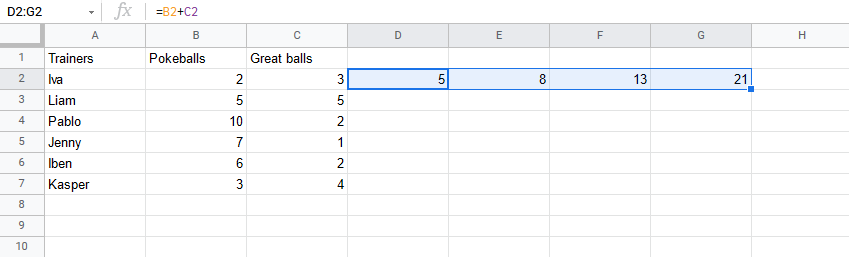 D2:G2 fx =B2+C2
A B C D E F G H
1 Trainers Pokeballs Great balls
2 Iva 2 3 5 8 13 21
3 Liam 5 5
4 Pablo 10 2
5 Jenny 7 1
6 Iben 6 2
7 Kasper 3 4
8
9
10